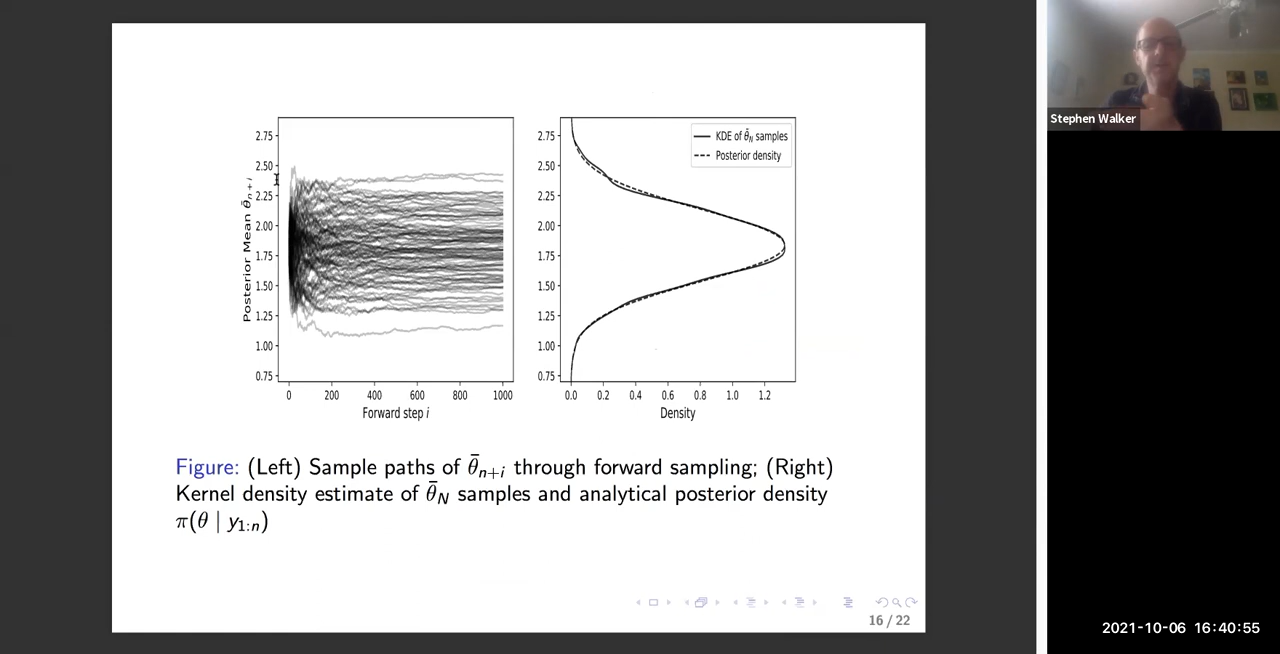 2.75
2.50
2.25
2.00
1.75
1.50
1.25
1.00
0.75
Posterior Mean θ̄ₙ₊ᵢ
0 200 400 600 800 1000
Forward step i
2.75
2.50
2.25
2.00
1.75
1.50
1.25
1.00
0.75
KDE of θ̄_N samples
Posterior density
0.0 0.2 0.4 0.6 0.8 1.0 1.2
Density
Figure: (Left) Sample paths of θ̄ₙ₊ᵢ through forward sampling; (Right)
Kernel density estimate of θ̄_N samples and analytical posterior density
π(θ | y₁:ₙ)
16 / 22
Stephen Walker
2021-10-06 16:40:55